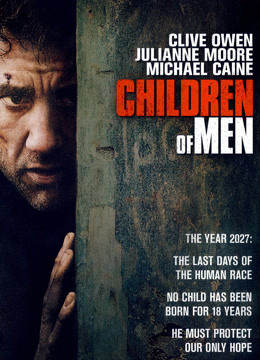 CLIVE OWEN
JULIANNE MOORE
MICHAEL CAINE
CHILDREN
OF MEN
THE YEAR 2027:
THE LAST DAYS OF
THE HUMAN RACE
NO CHILD HAS BEEN
BORN FOR 18 YEARS
HE MUST PROTECT
OUR ONLY HOPE